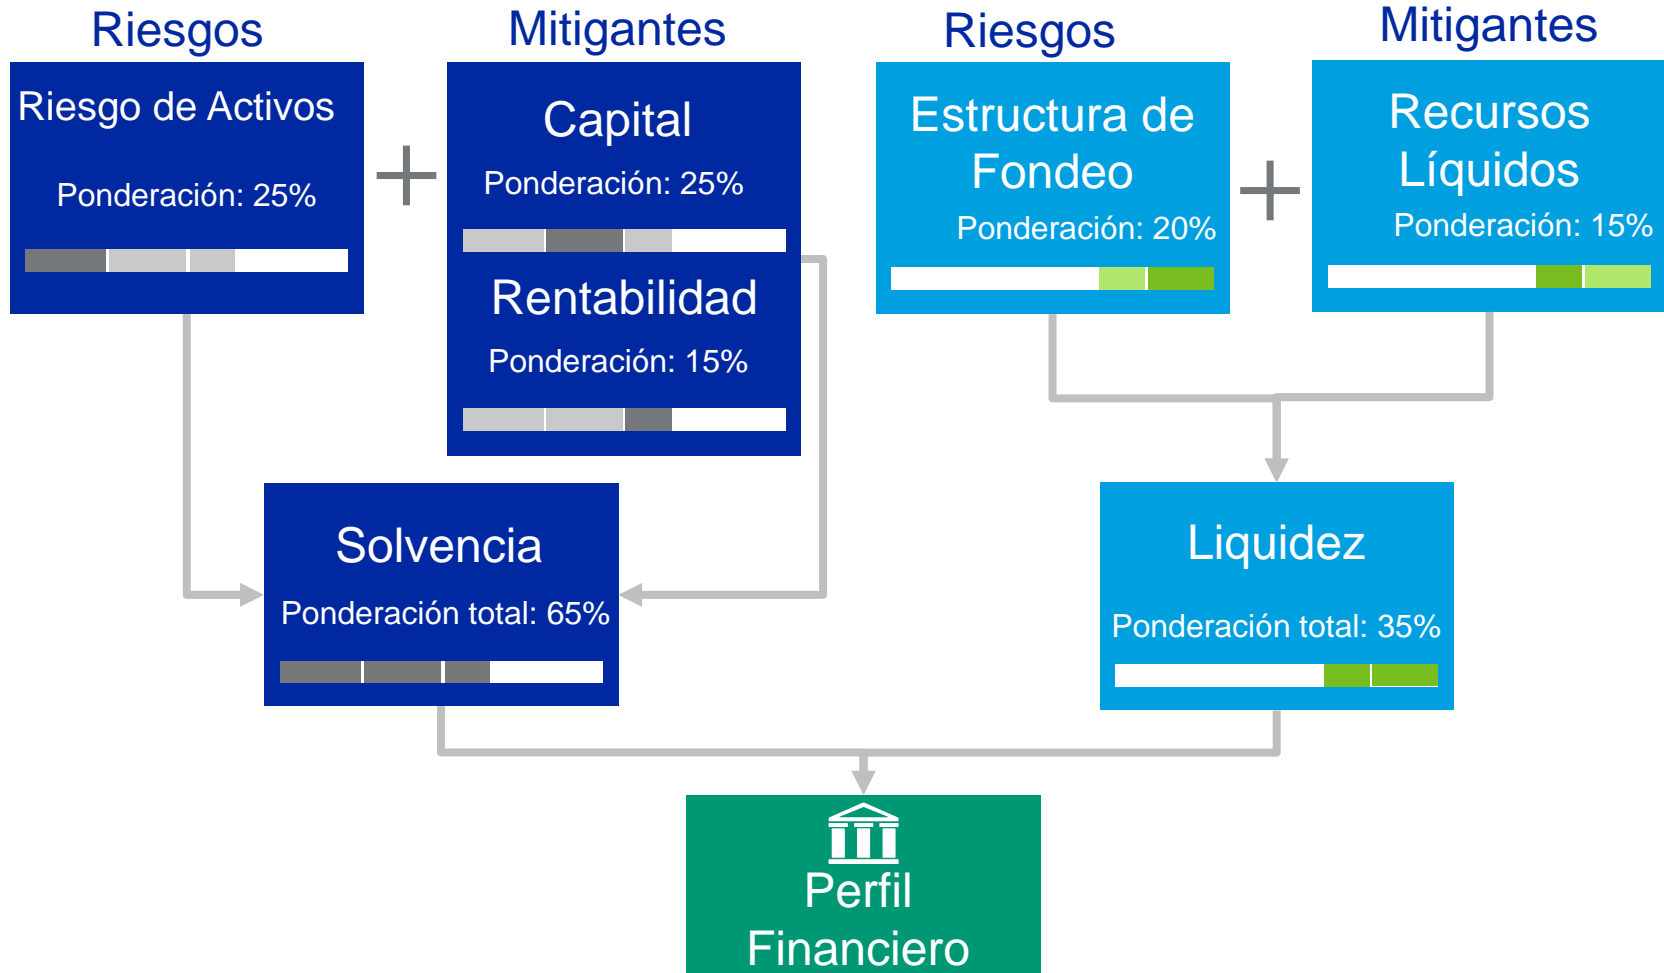 Riesgos
Mitigantes
Riesgos
Mitigantes
Riesgo de Activos
Ponderación: 25%
Capital
Ponderación: 25%
Rentabilidad
Ponderación: 15%
Estructura de
Fondeo
Ponderación: 20%
Recursos
Líquidos
Ponderación: 15%
Solvencia
Ponderación total: 65%
Liquidez
Ponderación total: 35%
Perfil
Financiero